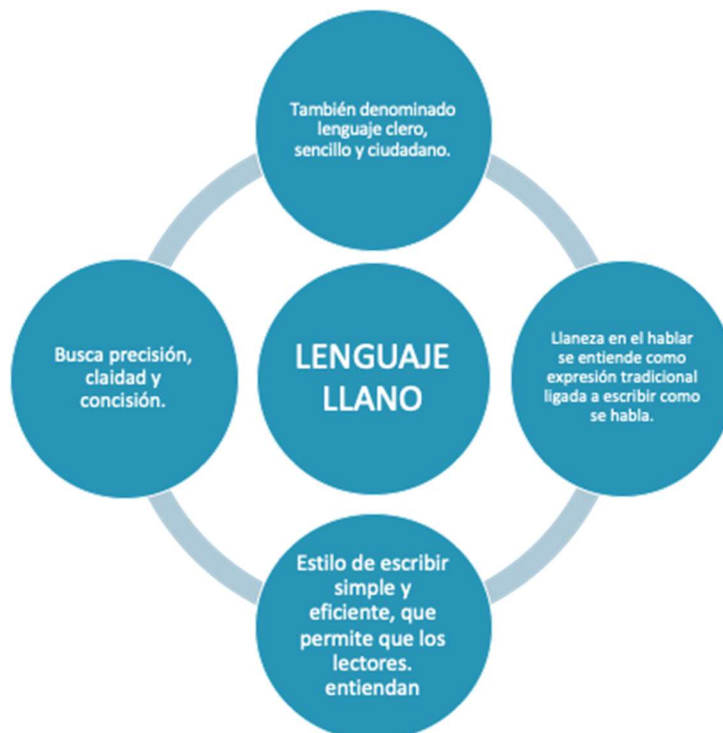 También denominado
lenguaje clero,
sencillo y ciudadano.
Busca precisión,
claidad y
concisión.
LENGUAJE
LLANO
Llaneza en el hablar
se entiende como
expresión tradicional
ligada a escribir como
se habla.
Estilo de escribir
simple y
eficiente, que
permite que los
lectores.
entiendan